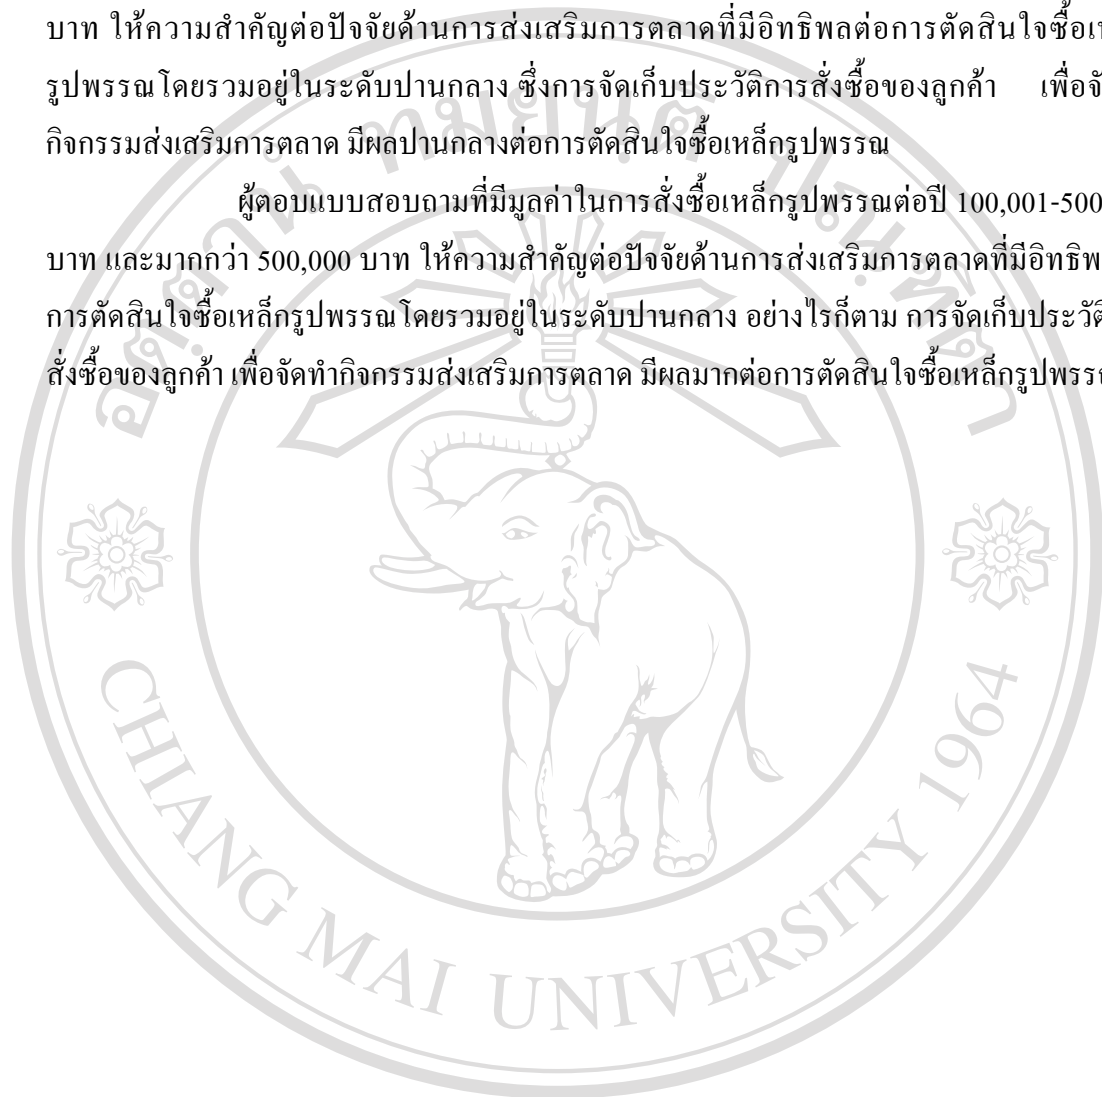 บาท ให้ความสำคัญต่อปัจจัยด้านการส่งเสริมการตลาดที่มีอิทธิพลต่อการตัดสินใจซื้อ
รูปพรรณโดยรวมอยู่ในระดับปานกลาง ซึ่งการจัดเก็บประวัติการสั่งซื้อของลูกค้า เพื่อ
กิจกรรมส่งเสริมการตลาด มีผลปานกลางต่อการตัดสินใจซื้อเหล็กรูปพรรณ
ผู้ตอบแบบสอบถามที่มีมูลค่าในการสั่งซื้อเหล็กรูปพรรณต่อปี 100,001-500
บาท และมากกว่า 500,000 บาท ให้ความสำคัญต่อปัจจัยด้านการส่งเสริมการตลาดที่มี
การตัดสินใจซื้อเหล็กรูปพรรณโดยรวมอยู่ในระดับปานกลาง อย่างไรก็ตาม การจัดเก็บประวัติ
สั่งซื้อของลูกค้า เพื่อจัดทำกิจกรรมส่งเสริมการตลาด มีผลมากต่อการตัดสินใจซื้อเหล็ก
อตฺตานํ ทมยนฺติ ปณฺฑิตา
CHIANG MAI UNIVERSITY 1964